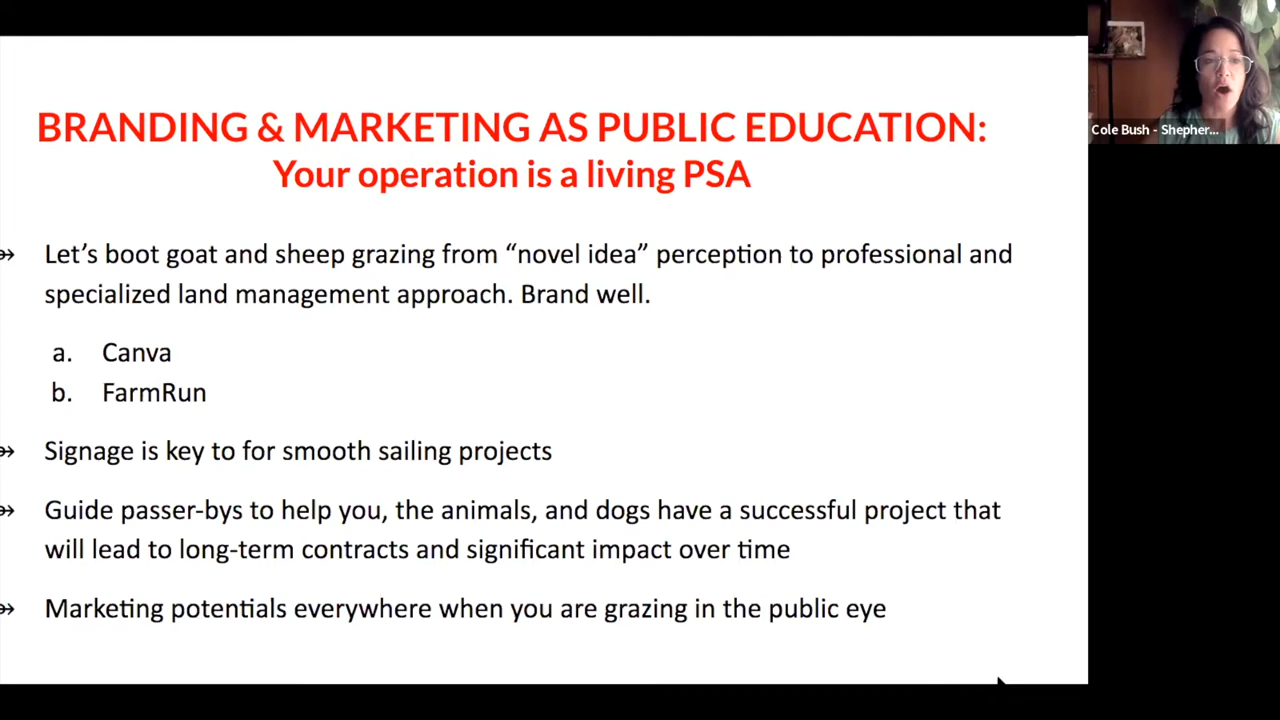 BRANDING & MARKETING AS PUBLIC EDUCATION:
Your operation is a living PSA
Let’s boot goat and sheep grazing from “novel idea” perception to professional and
specialized land management approach. Brand well.
a. Canva
b. FarmRun
Signage is key to for smooth sailing projects
Guide passer-bys to help you, the animals, and dogs have a successful project that
will lead to long-term contracts and significant impact over time
Marketing potentials everywhere when you are grazing in the public eye
Cole Bush - Shepher...